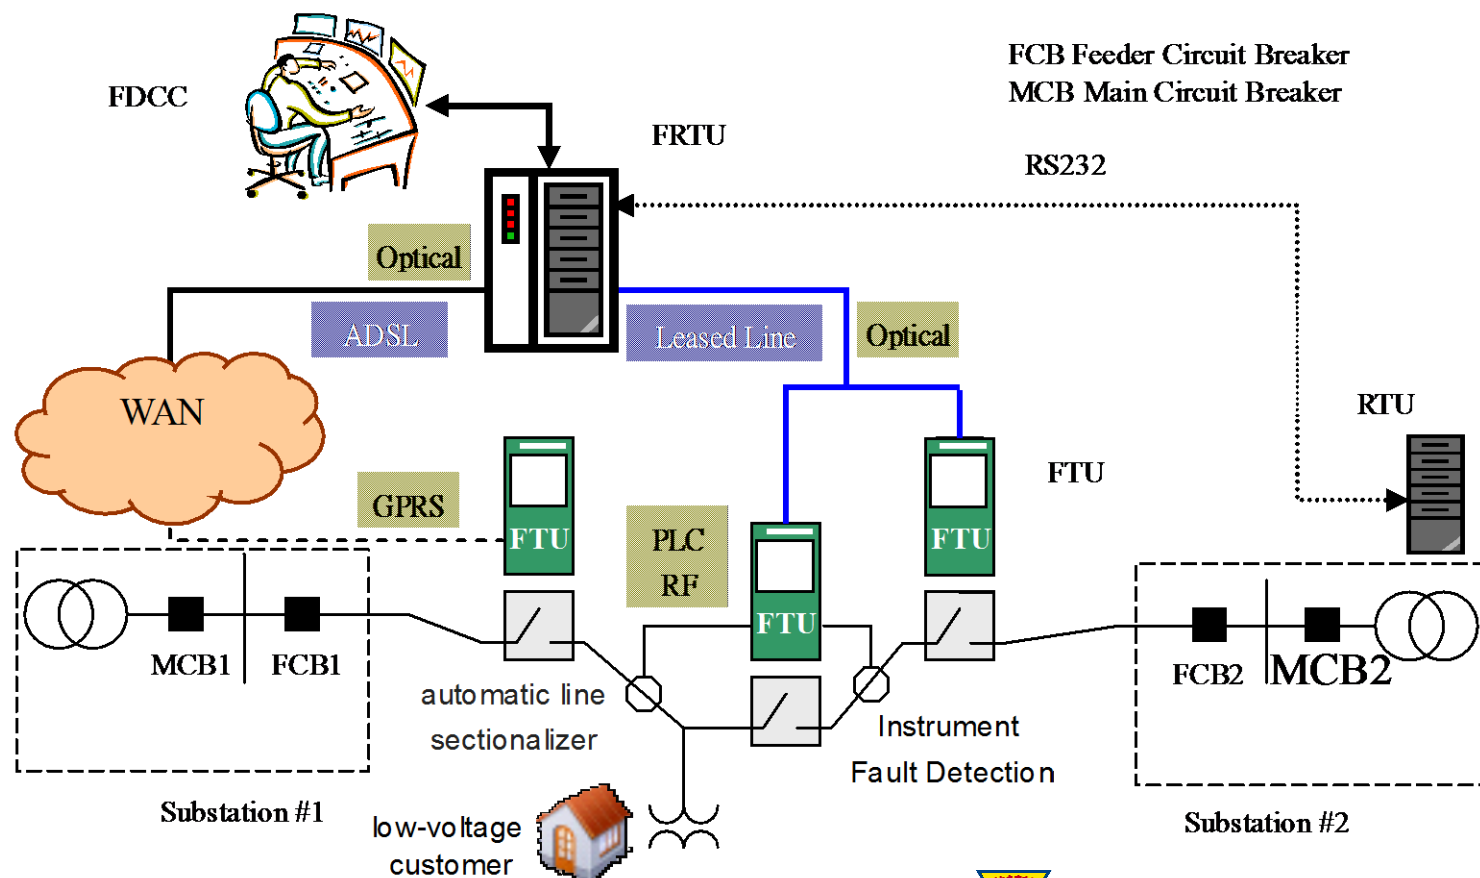 FCB Feeder Circuit Breaker
MCB Main Circuit Breaker
FDCC
FRTU
RS232
Optical
ADSL
Leased Line
Optical
WAN
RTU
FTU
GPRS
PLC
RF
FTU
FTU
FTU
MCB1
FCB1
FCB2
MCB2
automatic line
sectionalizer
Instrument
Fault Detection
Substation #1
Substation #2
low-voltage
customer